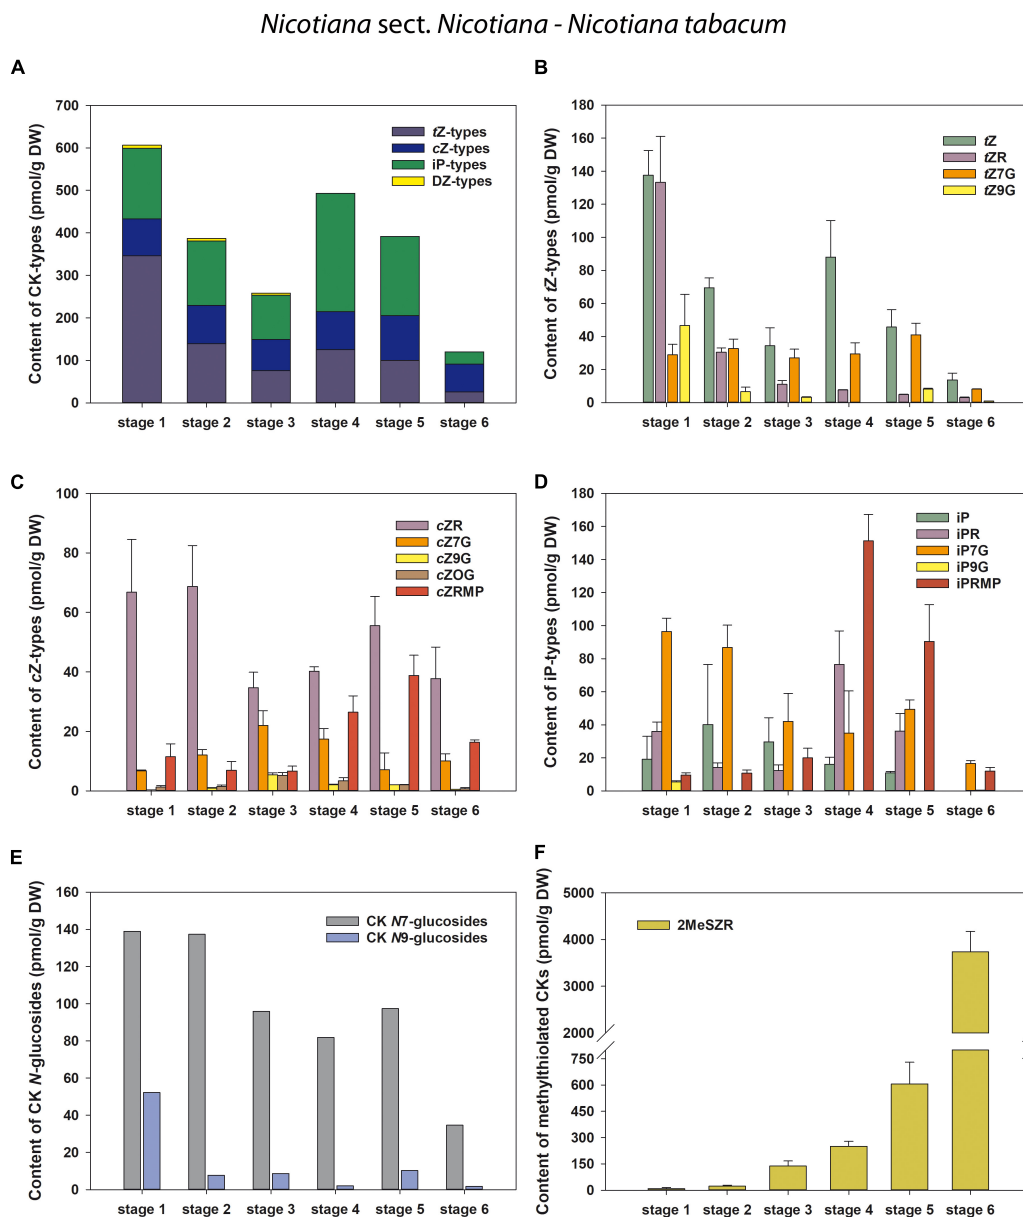 Nicotiana sect. Nicotiana - Nicotiana tabacum
A
Content of CK-types (pmol/g DW)
700
600
500
400
300
200
100
0
tZ-types
cZ-types
iP-types
DZ-types
stage 1 stage 2 stage 3 stage 4 stage 5 stage 6
B
Content of tZ-types (pmol/g DW)
180
160
140
120
100
80
60
40
20
0
tZ
tZR
tZ7G
tZ9G
stage 1 stage 2 stage 3 stage 4 stage 5 stage 6
C
Content of cZ-types (pmol/g DW)
100
80
60
40
20
0
cZR
cZ7G
cZ9G
cZOG
cZRMP
stage 1 stage 2 stage 3 stage 4 stage 5 stage 6
D
Content of iP-types (pmol/g DW)
180
160
140
120
100
80
60
40
20
0
iP
iPR
iP7G
iP9G
iPRMP
stage 1 stage 2 stage 3 stage 4 stage 5 stage 6
E
Content of CK N-glucosides (pmol/g DW)
160
140
120
100
80
60
40
20
0
CK N7-glucosides
CK N9-glucosides
stage 1 stage 2 stage 3 stage 4 stage 5 stage 6
F
Content of methylthiolated CKs (pmol/g DW)
5000
4000
3000
2000
750
600
450
300
150
0
2MeSZR
stage 1 stage 2 stage 3 stage 4 stage 5 stage 6